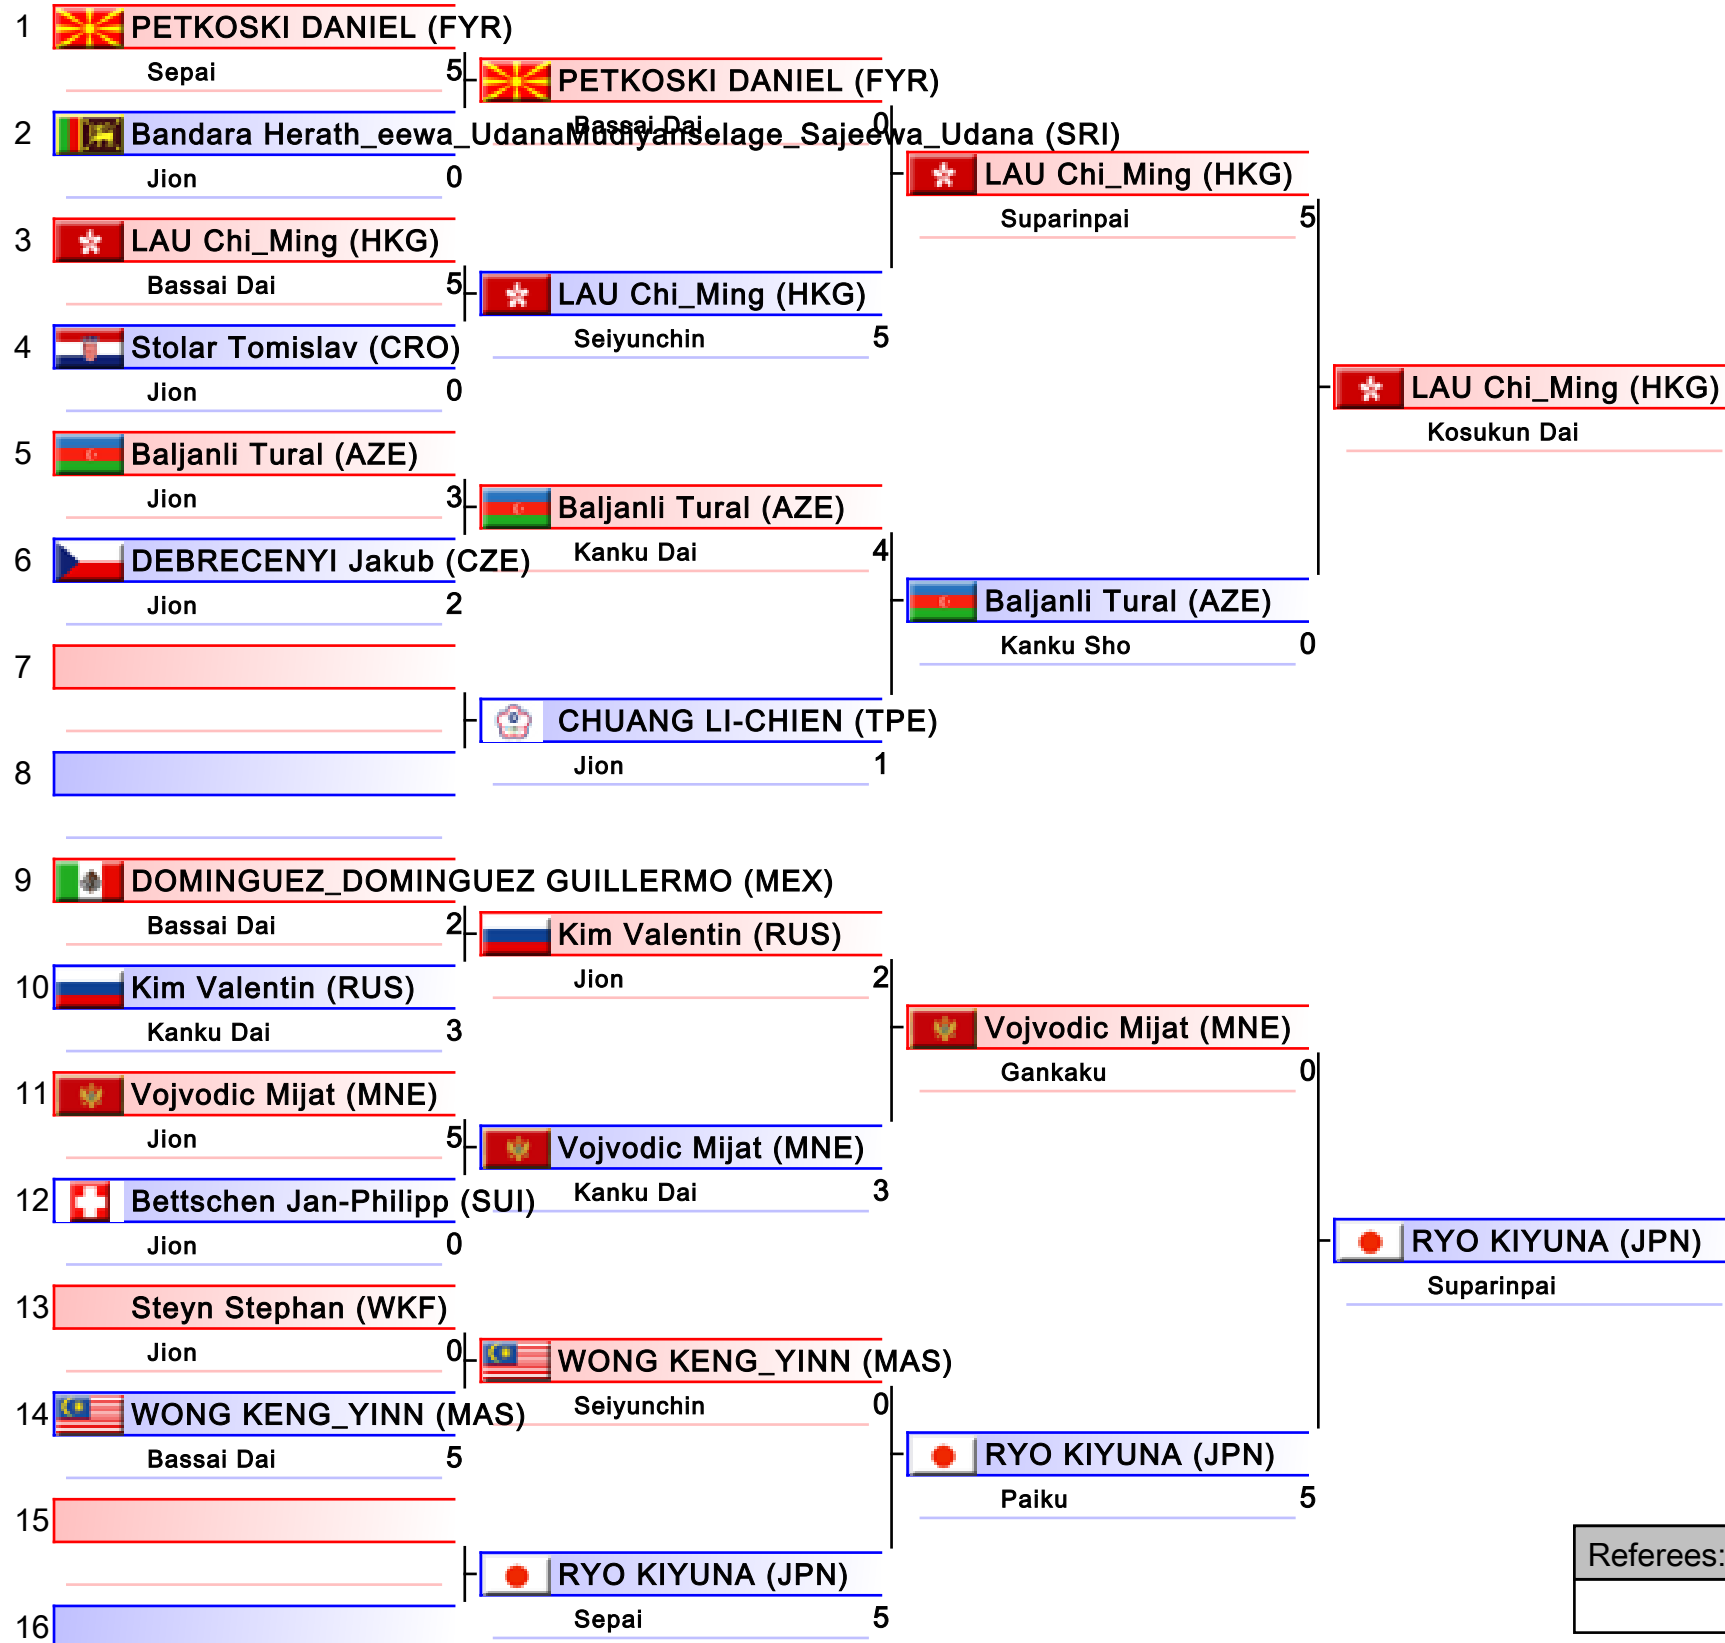 1 PETKOSKI DANIEL (FYR)
Sepai 5
PETKOSKI DANIEL (FYR)
Bassai Dai 0
2 Bandara Herath_eewa_UdanaMudiyanselage_Sajeewa_Udana (SRI)
Jion 0
LAU Chi_Ming (HKG)
Suparinpai 5
3 LAU Chi_Ming (HKG)
Bassai Dai 5
LAU Chi_Ming (HKG)
Seiyunchin 5
4 Stolar Tomislav (CRO)
Jion 0
LAU Chi_Ming (HKG)
Kosukun Dai
5 Baljanli Tural (AZE)
Jion 3
Baljanli Tural (AZE)
Kanku Dai 4
6 DEBRECENYI Jakub (CZE)
Jion 2
Baljanli Tural (AZE)
Kanku Sho 0
7
CHUANG LI-CHIEN (TPE)
Jion 1
8
9 DOMINGUEZ_DOMINGUEZ GUILLERMO (MEX)
Bassai Dai 2
Kim Valentin (RUS)
Jion 2
10 Kim Valentin (RUS)
Kanku Dai 3
Vojvodic Mijat (MNE)
Gankaku 0
11 Vojvodic Mijat (MNE)
Jion 5
Vojvodic Mijat (MNE)
Kanku Dai 3
12 Bettschen Jan-Philipp (SUI)
Jion 0
RYO KIYUNA (JPN)
Suparinpai
13 Steyn Stephan (WKF)
Jion 0
WONG KENG_YINN (MAS)
Seiyunchin 0
14 WONG KENG_YINN (MAS)
Bassai Dai 5
RYO KIYUNA (JPN)
Paiku 5
15
RYO KIYUNA (JPN)
Sepai 5
16
Referees: